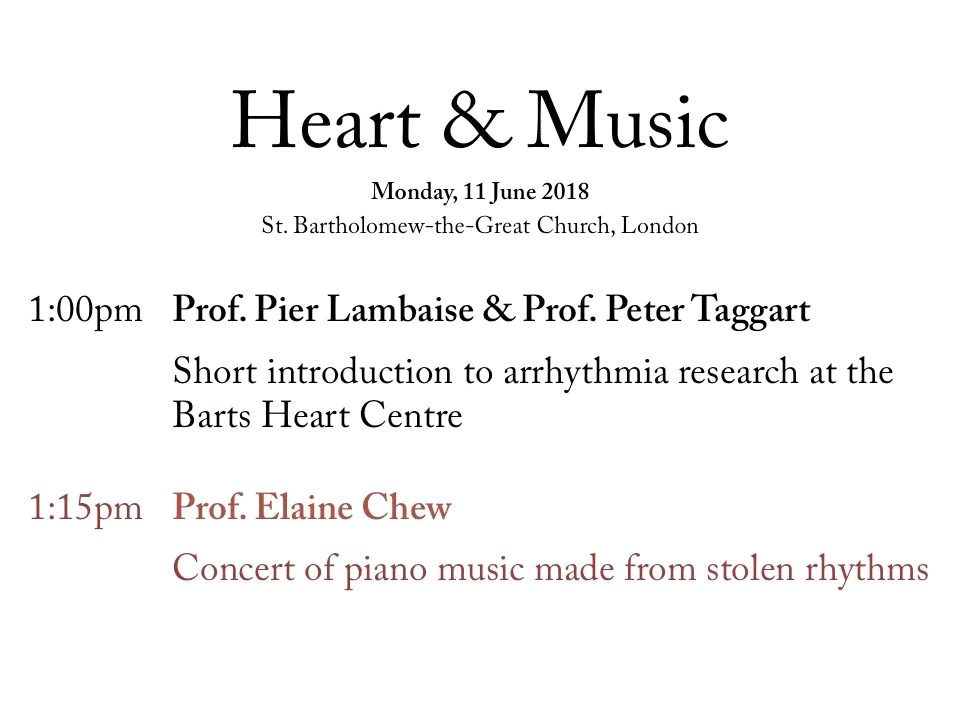 Heart & Music
Monday, 11 June 2018
St. Bartholomew-the-Great Church, London
1:00pm Prof. Pier Lambaise & Prof. Peter Taggart
Short introduction to arrhythmia research at the
Barts Heart Centre
1:15pm Prof. Elaine Chew
Concert of piano music made from stolen rhythms